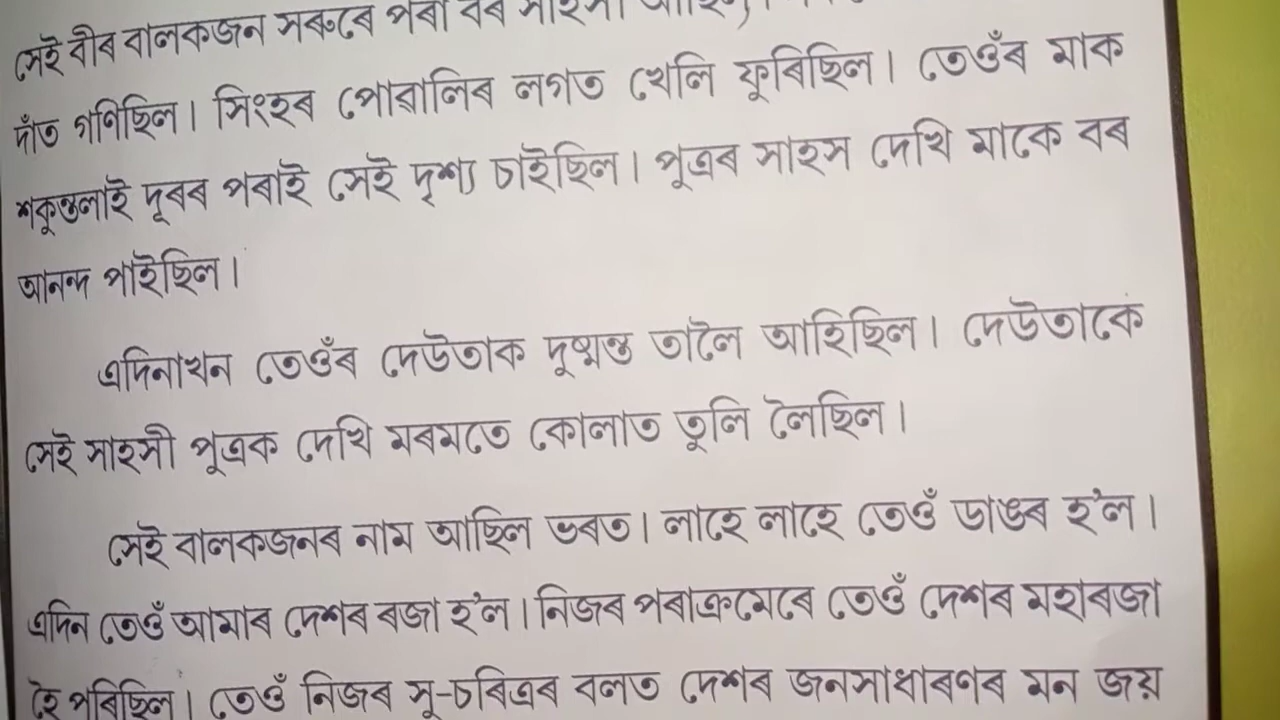 সেই বীৰ বালকজন সৰুৰে পৰা বৰ সাহসী আছিল,
দাঁত গণিছিল। সিংহৰ পোৱালিৰ লগত খেলি ফুৰিছিল। তেওঁৰ মাক
শকুন্তলাই দূৰৰ পৰাই সেই দৃশ্য চাইছিল। পুত্ৰৰ সাহস দেখি মাকে বৰ
আনন্দ পাইছিল।
এদিনাখন তেওঁৰ দেউতাক দুষ্মন্ত তালৈ আহিছিল। দেউতাকে
সেই সাহসী পুত্ৰক দেখি মৰমতে কোলাত তুলি লৈছিল।
সেই বালকজনৰ নাম আছিল ভৰত। লাহে লাহে তেওঁ ডাঙৰ হ'ল।
এদিন তেওঁ আমাৰ দেশৰ ৰজা হ'ল। নিজৰ পৰাক্ৰমেৰে তেওঁ দেশৰ মহাৰজা
হৈ পৰিছিল। তেওঁ নিজৰ সু-চৰিত্ৰৰ বলত দেশৰ জনসাধাৰণৰ মন জয়